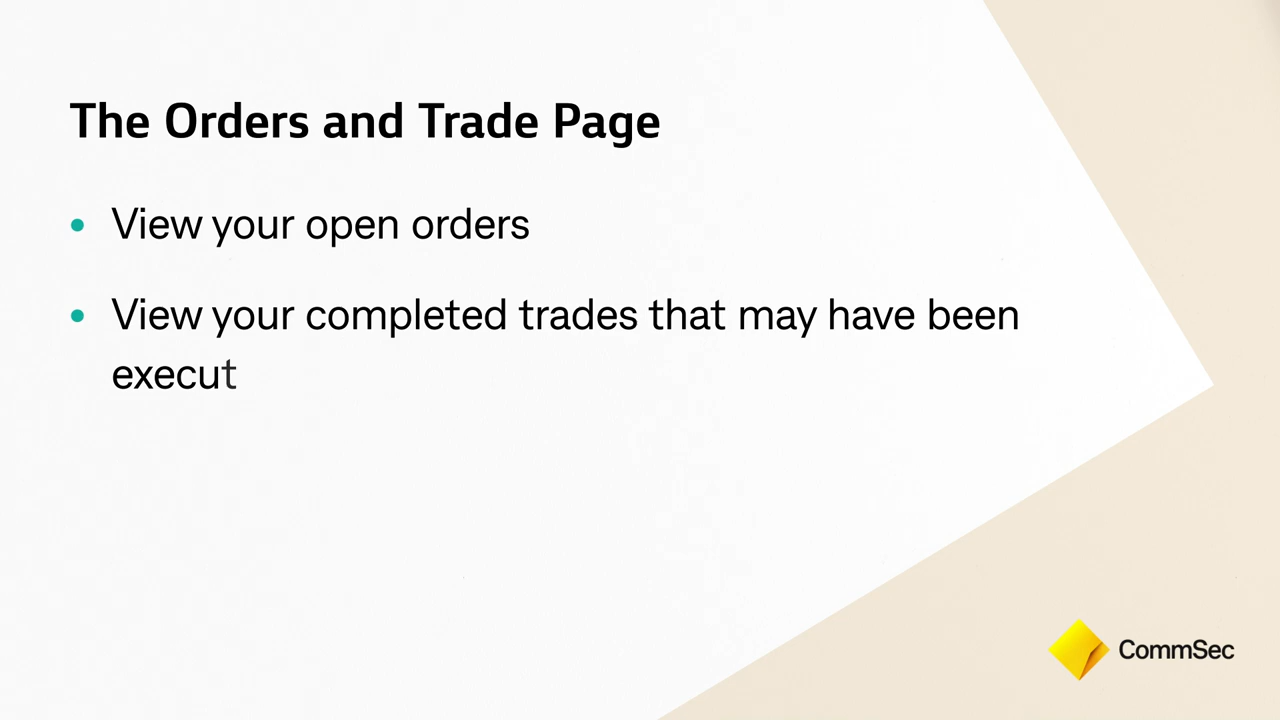 The Orders and Trade Page
• View your open orders
• View your completed trades that may have been
execut
CommSec